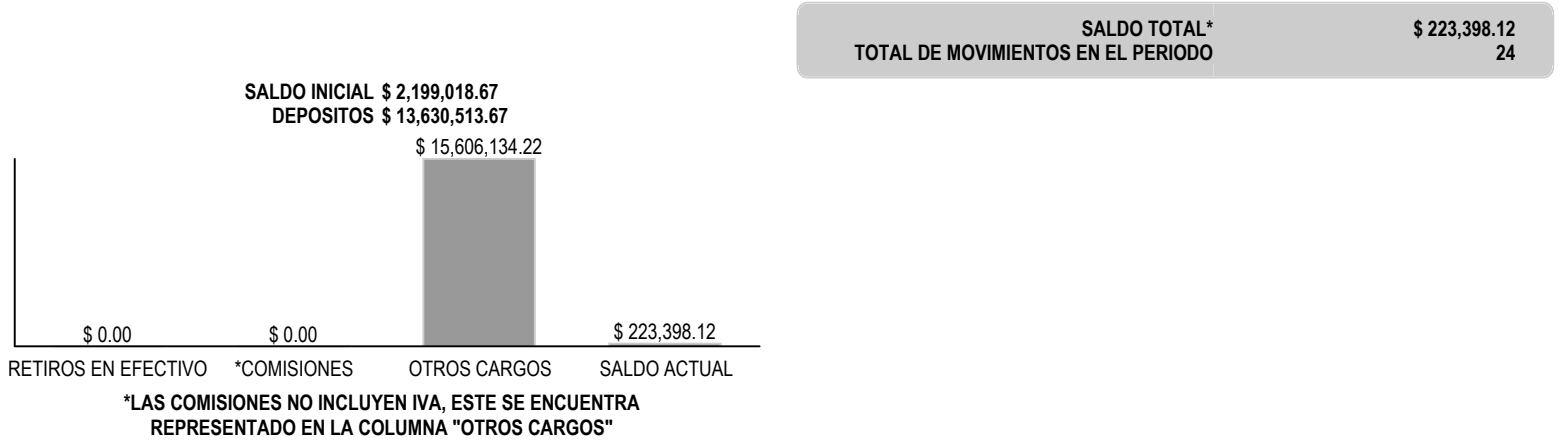 SALDO TOTAL* $ 223,398.12
TOTAL DE MOVIMIENTOS EN EL PERIODO 24
SALDO INICIAL $ 2,199,018.67
DEPOSITOS $ 13,630,513.67
$ 15,606,134.22
$ 0.00 $ 0.00 $ 223,398.12
RETIROS EN EFECTIVO *COMISIONES OTROS CARGOS SALDO ACTUAL
*LAS COMISIONES NO INCLUYEN IVA, ESTE SE ENCUENTRA
REPRESENTADO EN LA COLUMNA "OTROS CARGOS"